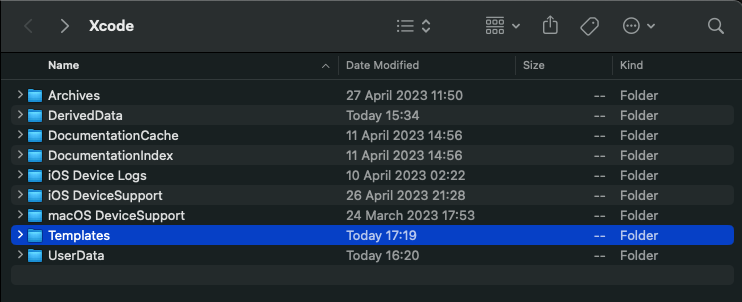 Xcode
Name Date Modified Size Kind
Archives 27 April 2023 11:50 -- Folder
DerivedData Today 15:34 -- Folder
DocumentationCache 11 April 2023 14:56 -- Folder
DocumentationIndex 11 April 2023 14:56 -- Folder
iOS Device Logs 10 April 2023 02:22 -- Folder
iOS DeviceSupport 26 April 2023 21:28 -- Folder
macOS DeviceSupport 24 March 2023 17:53 -- Folder
Templates Today 17:19 -- Folder
UserData Today 16:20 -- Folder